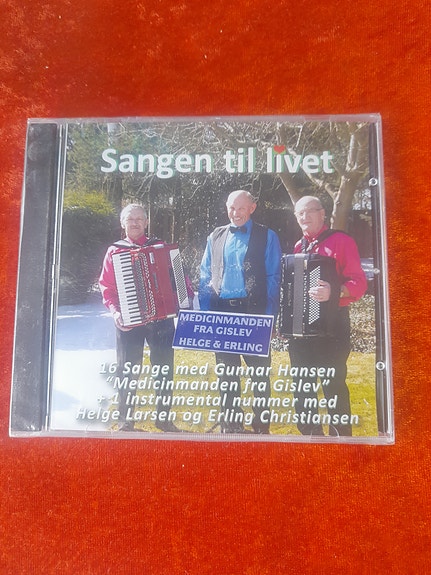 Sangen til livet
MEDICINMANDEN
FRA GISLEV
HELGE & ERLING
16 Sange med Gunnar Hansen
"Medicinmanden fra Gislev"
+ 1 instrumental nummer med
Helge Larsen og Erling Christiansen